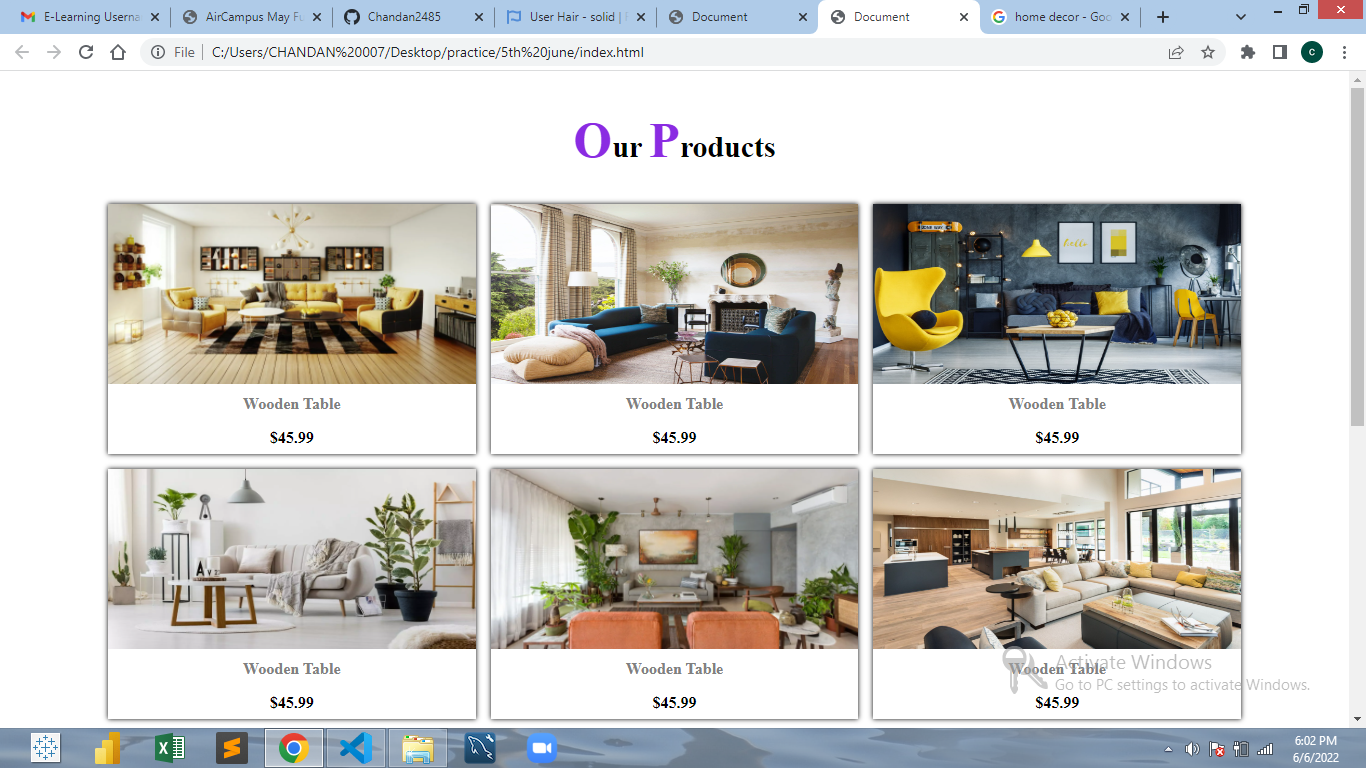 E-Learning Userna
AirCampus May Fu
Chandan2485
User Hair - solid | F
Document
Document
home decor - Goo
File
C:/Users/CHANDAN%20007/Desktop/practice/5th%20june/index.html
C
Our Products
hello
Wooden Table
Wooden Table
Wooden Table
$45.99
$45.99
$45.99
Wooden Table
Wooden Table
Wooden Table
$45.99
$45.99
$45.99
Activate Windows
Go to PC settings to activate Windows.
6:02 PM
6/6/2022